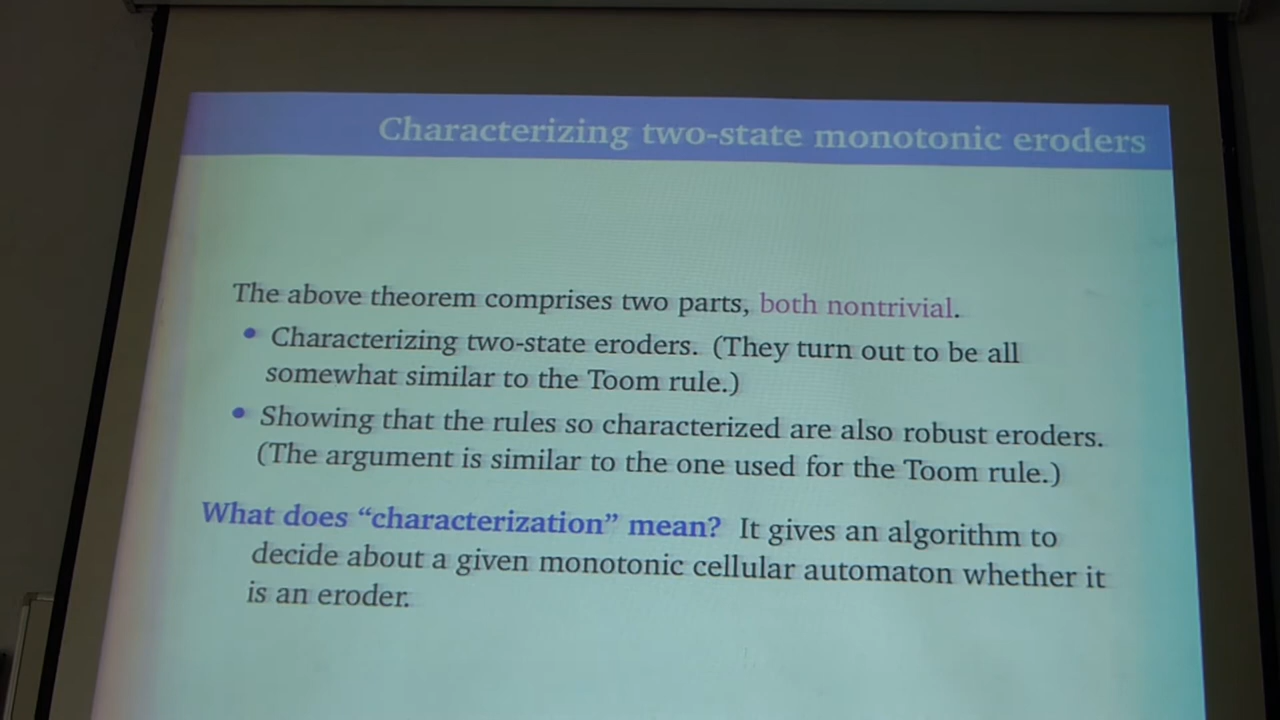 Characterizing two-state monotonic eroders
The above theorem comprises two parts, both nontrivial.
• Characterizing two-state eroders. (They turn out to be all
somewhat similar to the Toom rule.)
• Showing that the rules so characterized are also robust eroders.
(The argument is similar to the one used for the Toom rule.)
What does “characterization” mean? It gives an algorithm to
decide about a given monotonic cellular automaton whether it
is an eroder.